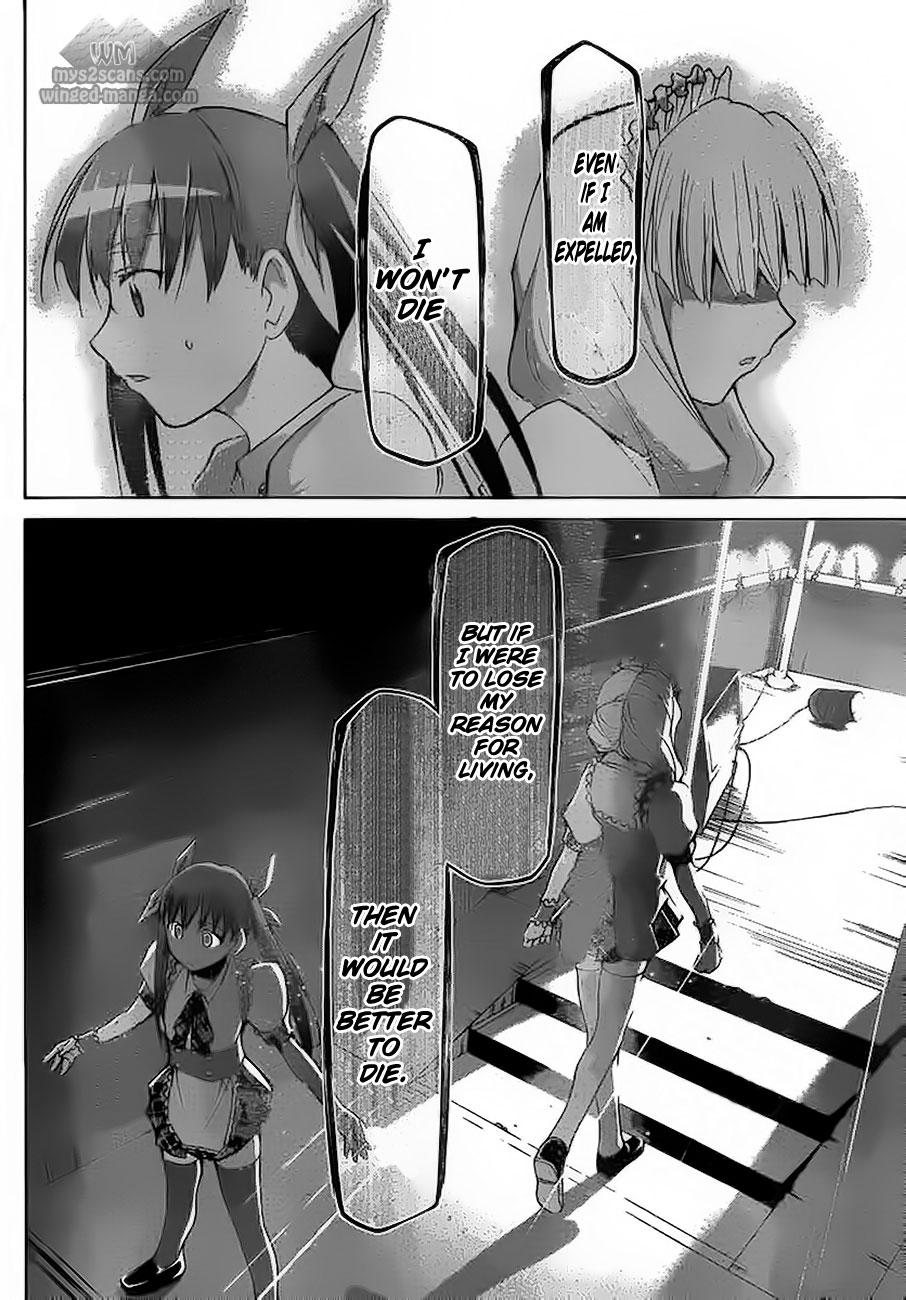 WM
mys2scans.com
winged-manga.com
EVEN
IF I
AM
EXPELLED,
I
WON'T
DIE
BUT IF
I WERE
TO LOSE
MY
REASON
FOR
LIVING,
THEN
IT
WOULD
BE
BETTER
TO
DIE.